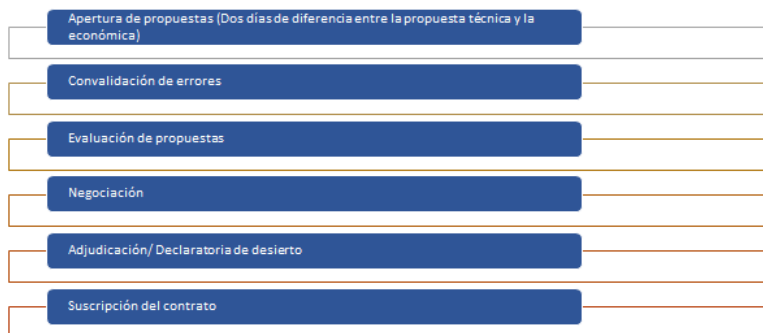 Apertura de propuestas (Dos días de diferencia entre la propuesta técnica y la
económica)
Convalidación de errores
Evaluación de propuestas
Negociación
Adjudicación/ Declaratoria de desierto
Suscripción del contrato